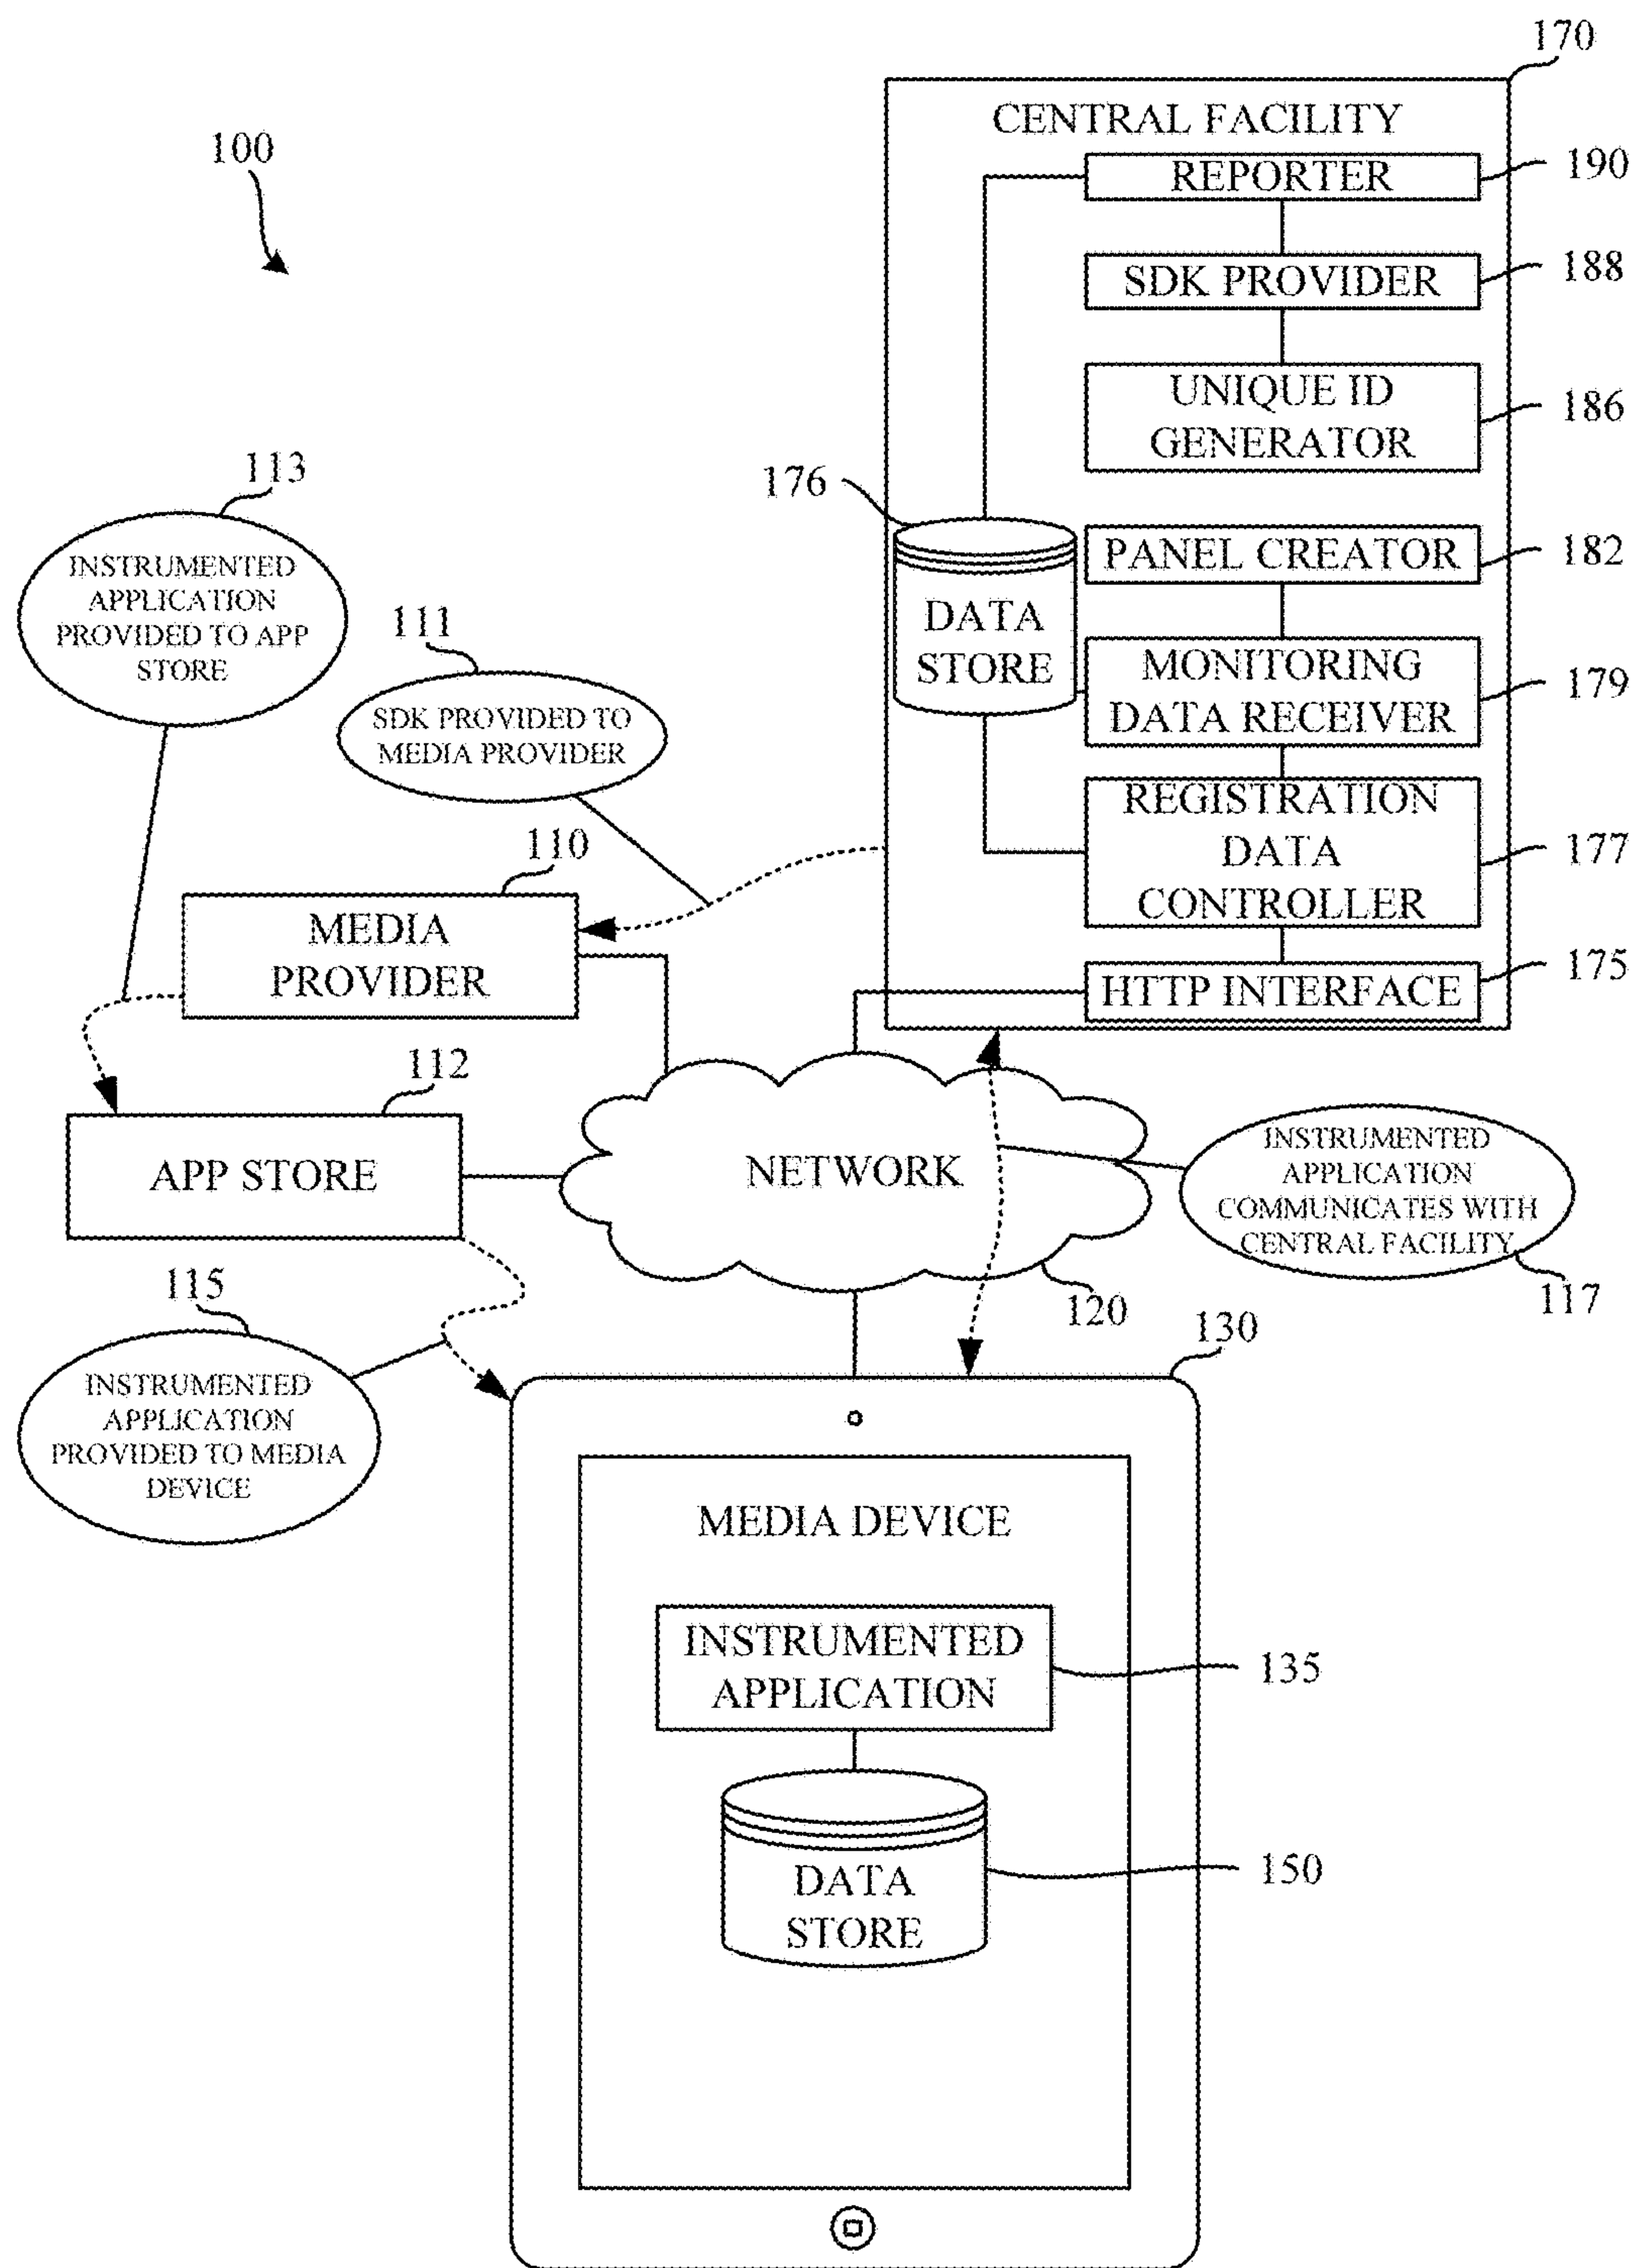 170
CENTRAL FACILITY
100
REPORTER
190
SDK PROVIDER
188
UNIQUE ID
GENERATOR
186
113
176
INSTRUMENTED
APPLICATION
PROVIDED TO APP
STORE
PANEL CREATOR
182
DATA
STORE
111
MONITORING
DATA RECEIVER
179
SDK PROVIDED TO
MEDIA PROVIDER
REGISTRATION
DATA
CONTROLLER
177
110
MEDIA
PROVIDER
HTTP INTERFACE
175
112
APP STORE
NETWORK
INSTRUMENTED
APPLICATION
COMMUNICATES WITH
CENTRAL FACILITY
117
120
115
130
INSTRUMENTED
APPLICATION
PROVIDED TO MEDIA
DEVICE
MEDIA DEVICE
INSTRUMENTED
APPLICATION
135
DATA
STORE
150